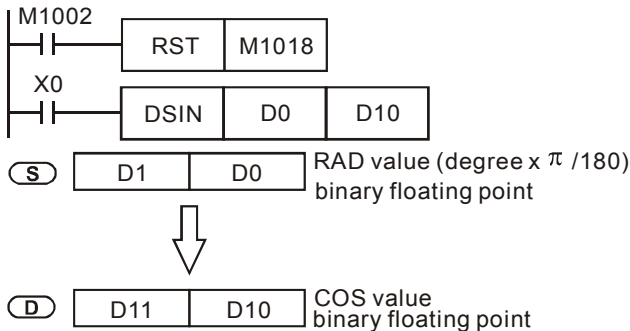 M1002
RST M1018
X0
DSIN D0 D10
S D1 D0 RAD value (degree x π /180)
binary floating point
D D11 D10 COS value
binary floating point